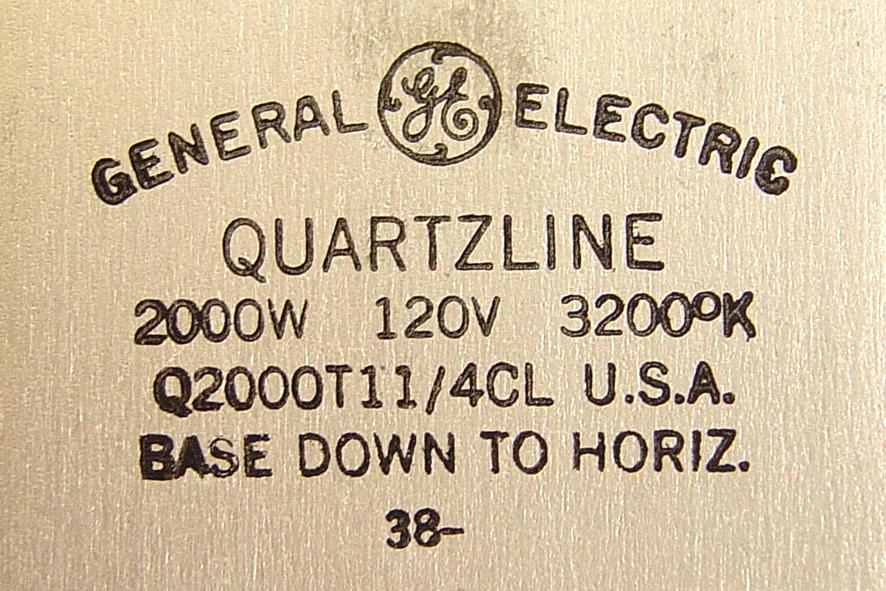 GENERAL GE ELECTRIC
QUARTZLINE
2000W 120V 3200°K
Q2000T11/4CL U.S.A.
BASE DOWN TO HORIZ.
38-